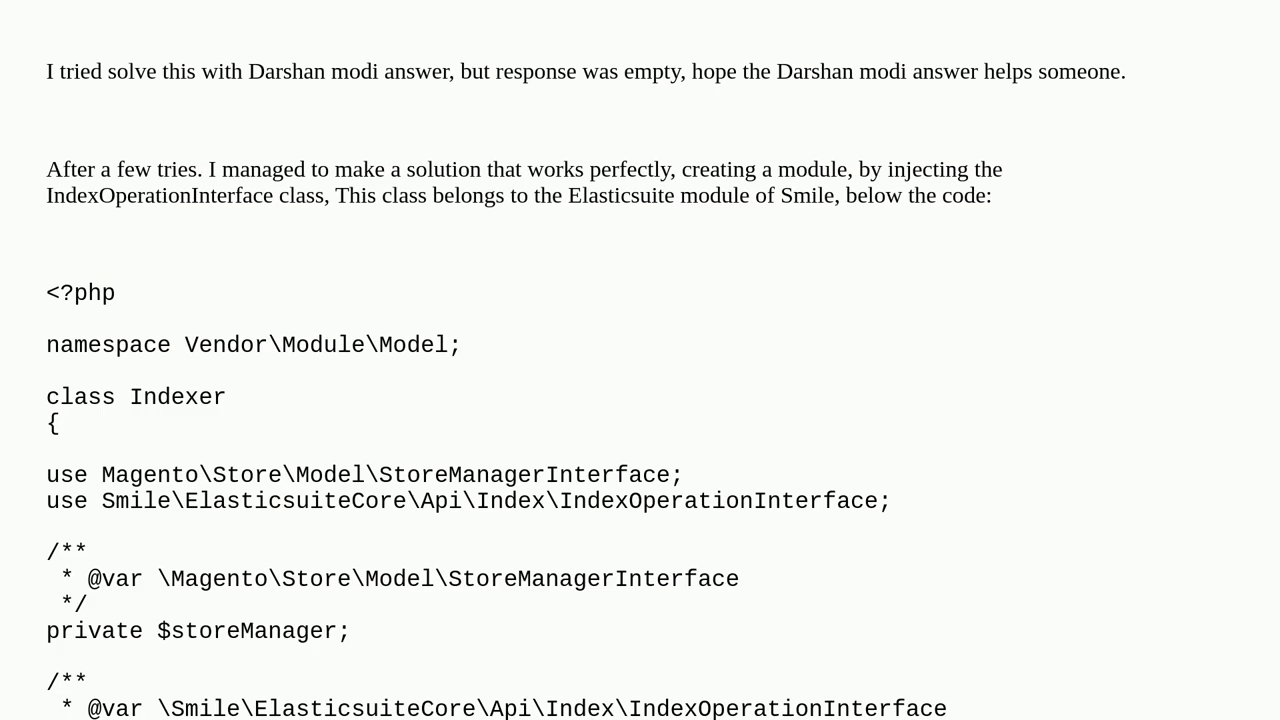 I tried solve this with Darshan modi answer, but response was empty, hope the Darshan modi answer helps someone.
After a few tries. I managed to make a solution that works perfectly, creating a module, by injecting the
IndexOperationInterface class, This class belongs to the Elasticsuite module of Smile, below the code:
<?php
namespace Vendor\Module\Model;
class Indexer
{
use Magento\Store\Model\StoreManagerInterface;
use Smile\ElasticsuiteCore\Api\Index\IndexOperationInterface;
/**
 * @var \Magento\Store\Model\StoreManagerInterface
 */
private $storeManager;
/**
 * @var \Smile\ElasticsuiteCore\Api\Index\IndexOperationInterface